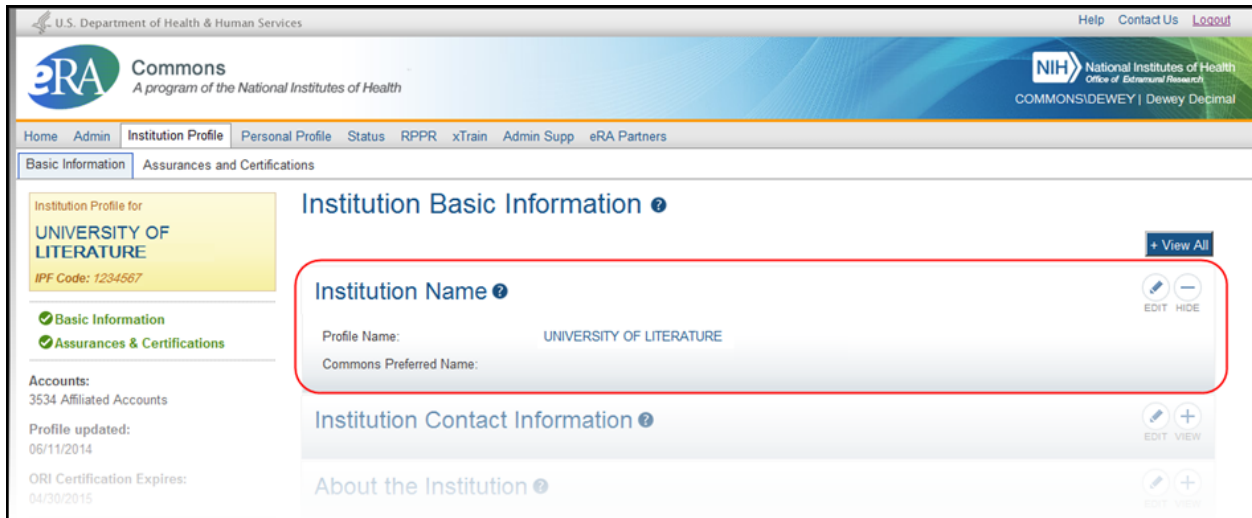 U.S. Department of Health & Human Services
Help Contact Us Logout
eRA
Commons
A program of the National Institutes of Health
NIH National Institutes of Health
Office of Extramural Research
COMMONS\DEWEY | Dewey Decimal
Home Admin Institution Profile Personal Profile Status RPPR xTrain Admin Supp eRA Partners
Basic Information Assurances and Certifications
Institution Profile for
UNIVERSITY OF
LITERATURE
IPF Code: 1234567
Basic Information
Assurances & Certifications
Accounts:
3534 Affiliated Accounts
Profile updated:
06/11/2014
ORI Certification Expires:
04/30/2015
Institution Basic Information ?
+ View All
Institution Name ?
EDIT HIDE
Profile Name: UNIVERSITY OF LITERATURE
Commons Preferred Name:
Institution Contact Information ?
EDIT VIEW
About the Institution ?
EDIT VIEW